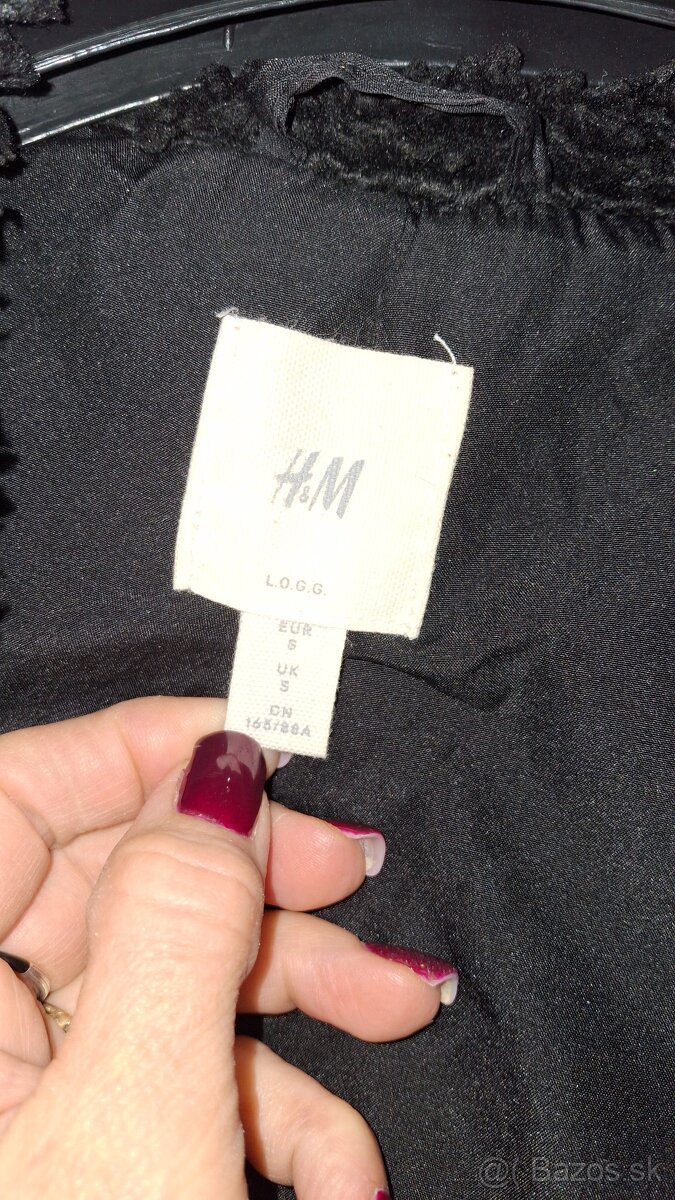 H&M
L.O.G.G.
EUR
S
UK
S
CN
165/88A
@( Bazos.sk